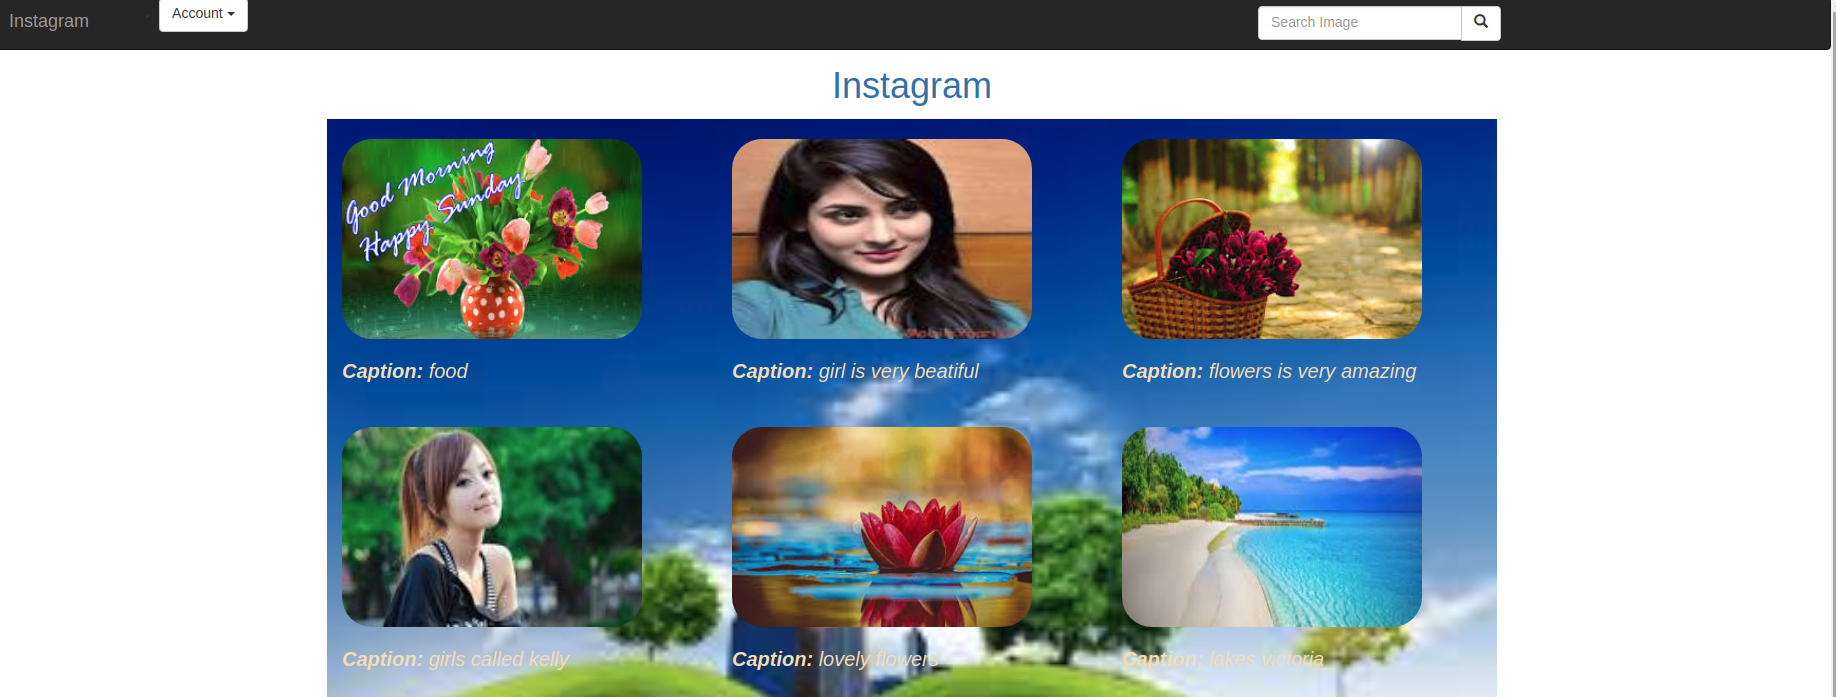 Instagram
Account
Search Image
Instagram
Good Morning
Happy Sunday
Caption: food
Caption: girl is very beatiful
Caption: flowers is very amazing
Caption: girls called kelly
Caption: lovely flowers
Caption: lakes victoria